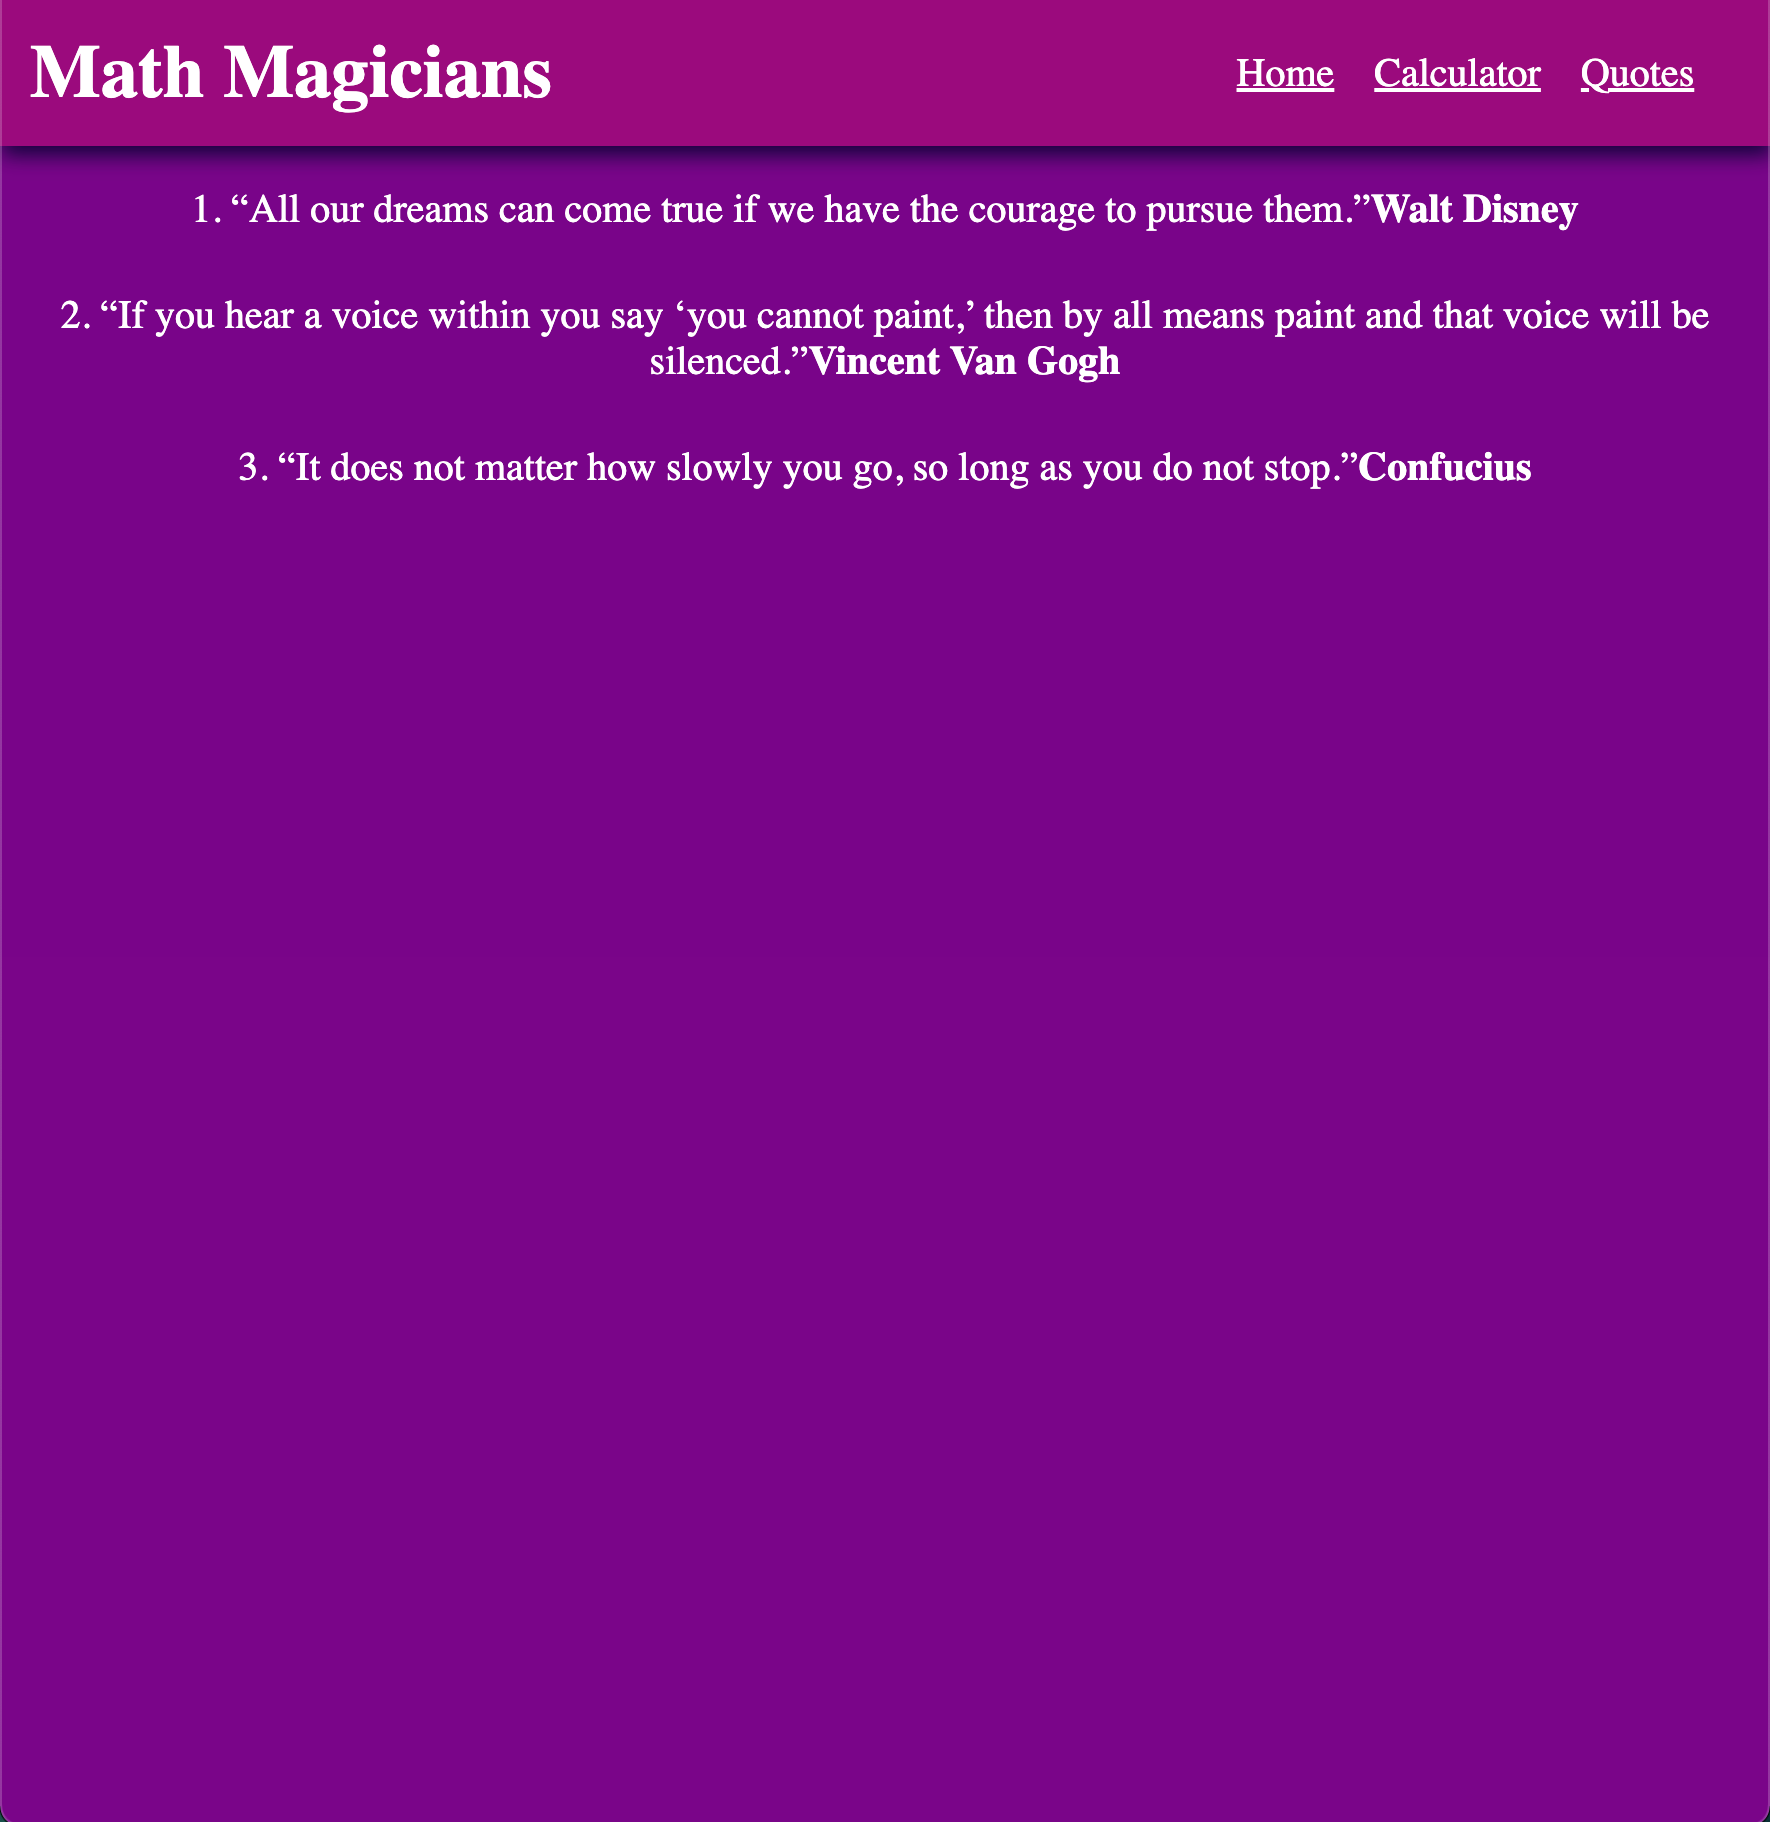 Math Magicians
Home Calculator Quotes
1. “All our dreams can come true if we have the courage to pursue them.”Walt Disney
2. “If you hear a voice within you say ‘you cannot paint,’ then by all means paint and that voice will be
silenced.”Vincent Van Gogh
3. “It does not matter how slowly you go, so long as you do not stop.”Confucius